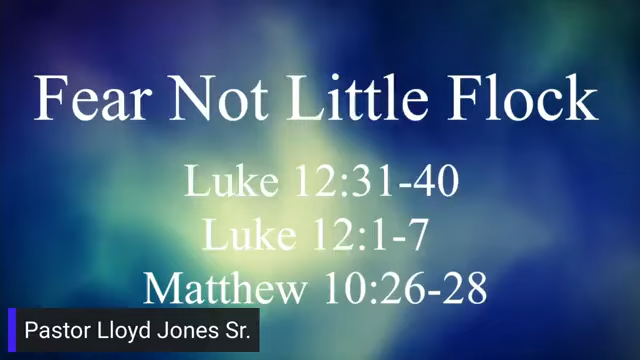 Fear Not Little Flock
Luke 12:31-40
Luke 12:1-7
Matthew 10:26-28
Pastor Lloyd Jones Sr.